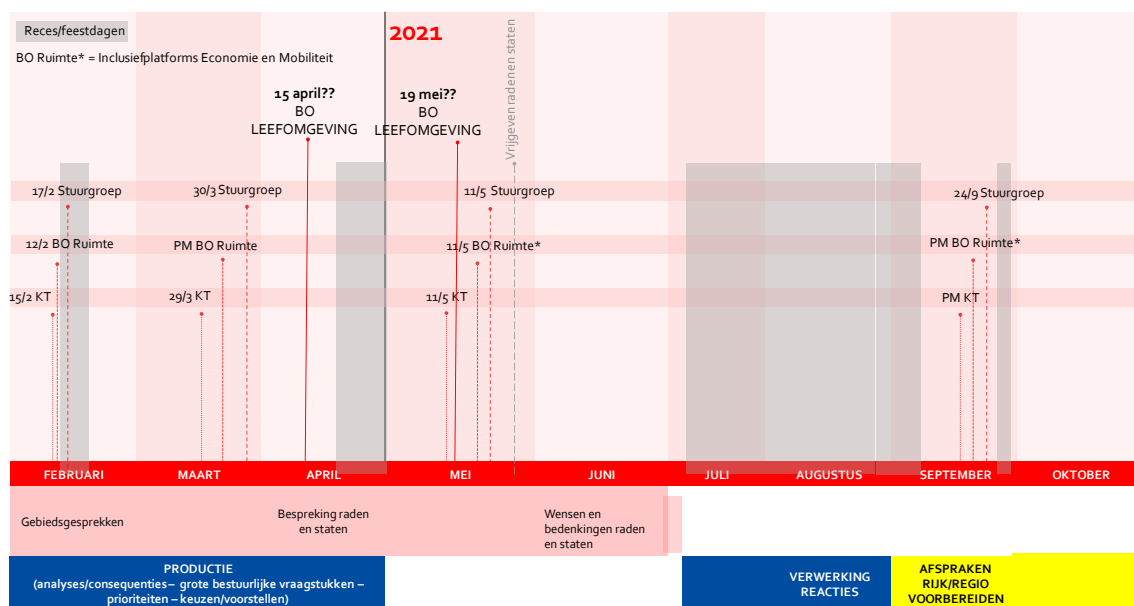 Reces/feestdagen
2021
BO Ruimte* = Inclusiefplatforms Economie en Mobiliteit
Vrijgeven raden en staten
15 april??
BO
LEEFOMGEVING
19 mei??
BO
LEEFOMGEVING
17/2 Stuurgroep
30/3 Stuurgroep
11/5 Stuurgroep
24/9 Stuurgroep
12/2 BO Ruimte
PM BO Ruimte
11/5 BO Ruimte*
PM BO Ruimte*
15/2 KT
29/3 KT
11/5 KT
PM KT
FEBRUARI
MAART
APRIL
MEI
JUNI
JULI
AUGUSTUS
SEPTEMBER
OKTOBER
Gebiedsgesprekken
Bespreking raden
en staten
Wensen en
bedenkingen raden
en staten
PRODUCTIE
(analyses/consequenties – grote bestuurlijke vraagstukken –
prioriteiten – keuzen/voorstellen)
VERWERKING
REACTIES
AFSPRAKEN
RIJK/REGIO
VOORBEREIDEN